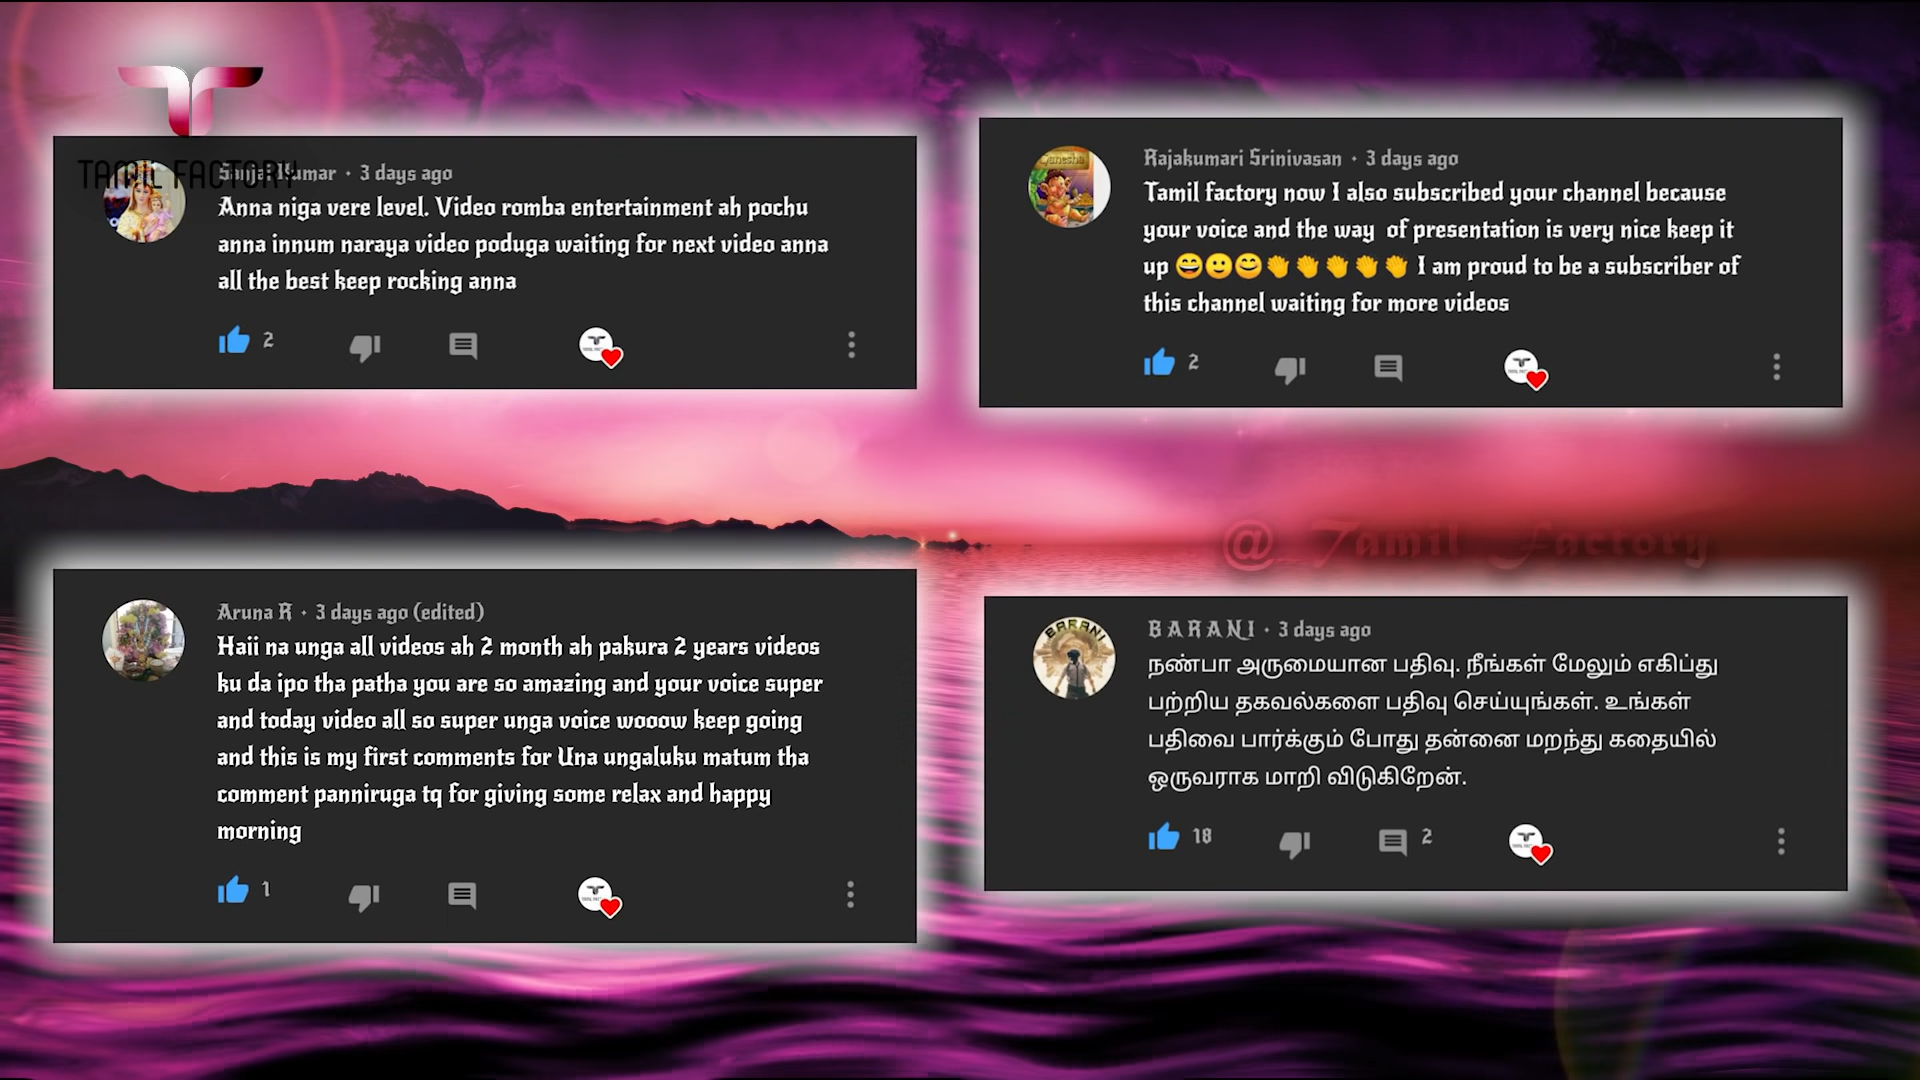 TAMIL FACTORY
Sanjai Kumar · 3 days ago
Anna niga vere level. Video romba entertainment ah pochu
anna innum naraya video poduga waiting for next video anna
all the best keep rocking anna
2
Rajakumari Srinivasan · 3 days ago
Tamil factory now I also subscribed your channel because
your voice and the way of presentation is very nice keep it
up 😄🙂😊👏👏👏👏👏 I am proud to be a subscriber of
this channel waiting for more videos
2
@ Tamil Factory
Aruna R · 3 days ago (edited)
Haii na unga all videos ah 2 month ah pakura 2 years videos
ku da ipo tha patha you are so amazing and your voice super
and today video all so super unga voice wooow keep going
and this is my first comments for Una ungaluku matum tha
comment panniruga tq for giving some relax and happy
morning
1
BARANI
B A R A N I · 3 days ago
நண்பா அருமையான பதிவு. நீங்கள் மேலும் எகிப்து
பற்றிய தகவல்களை பதிவு செய்யுங்கள். உங்கள்
பதிவை பார்க்கும் போது தன்னை மறந்து கதையில்
ஒருவராக மாறி விடுகிறேன்.
18 2